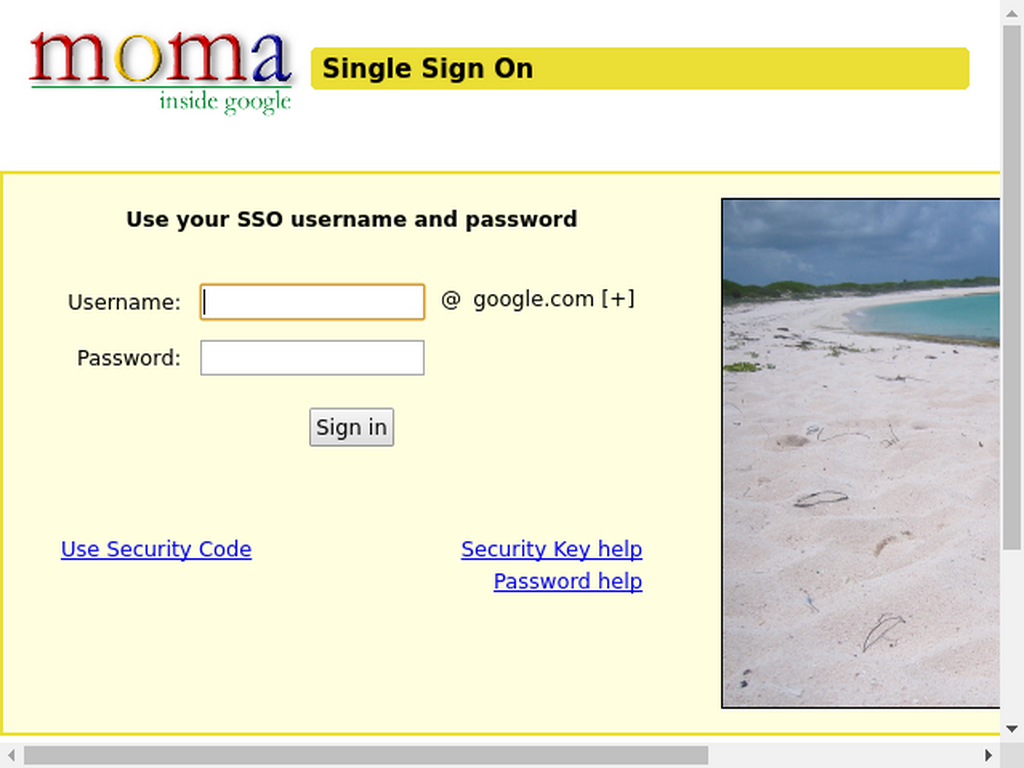 moma
inside google
Single Sign On
Use your SSO username and password
Username: @ google.com [+]
Password:
Sign in
Use Security Code Security Key help
Password help